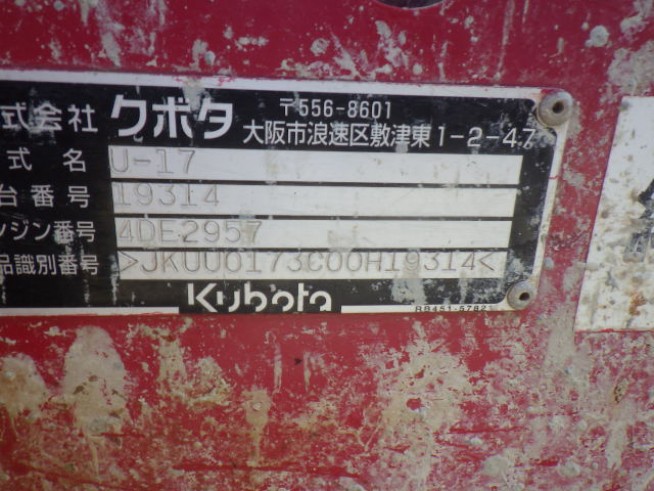 式会社 クボタ 〒556-8601
大阪市浪速区敷津東1-2-47
式 名 U-17
台番号 19314
ンジン番号 4DE2957
品識別番号 >JKUU0173C00H19314<
Kubota